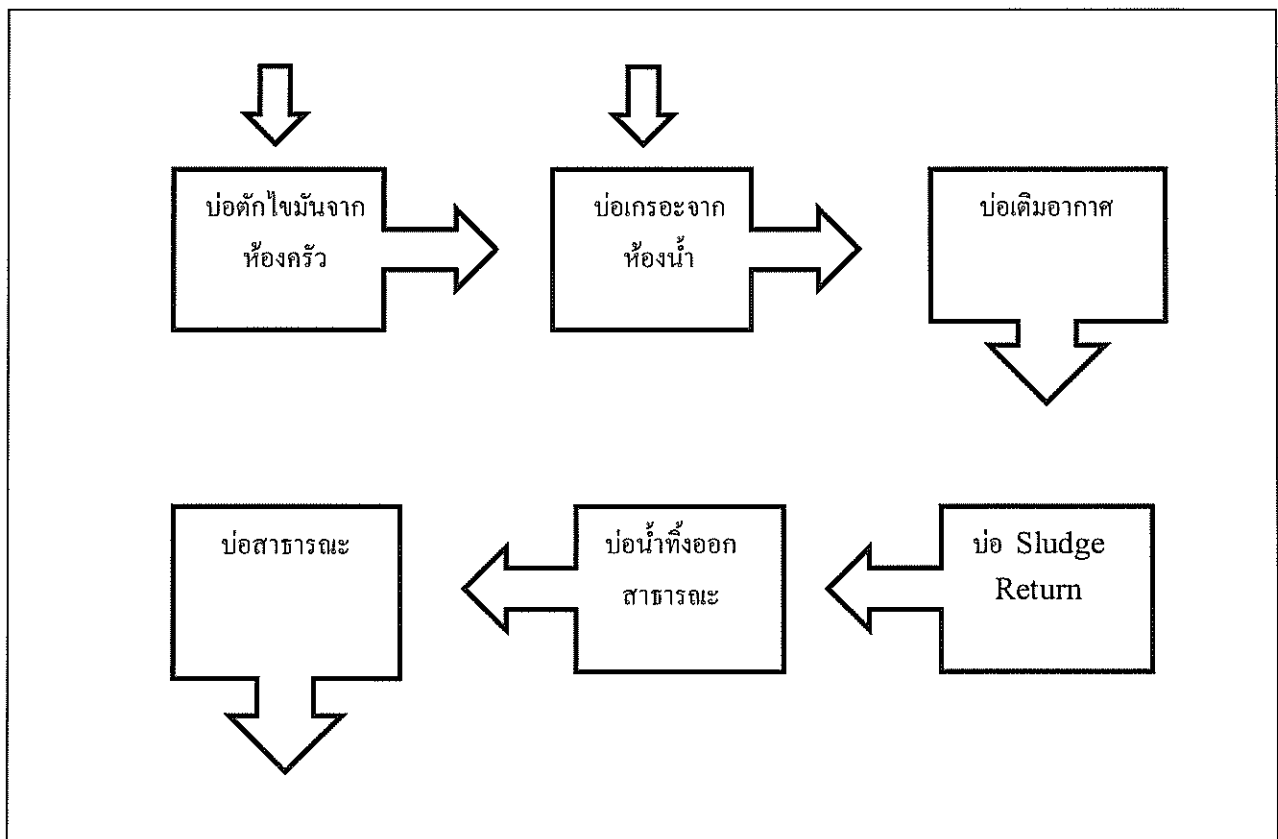 บ่อตักไขมันจาก
ห้องครัว
บ่อเกรอะจาก
ห้องน้ำ
บ่อเติมอากาศ
บ่อสาธารณะ
บ่อน้ำทิ้งออก
สาธารณะ
บ่อ Sludge
Return